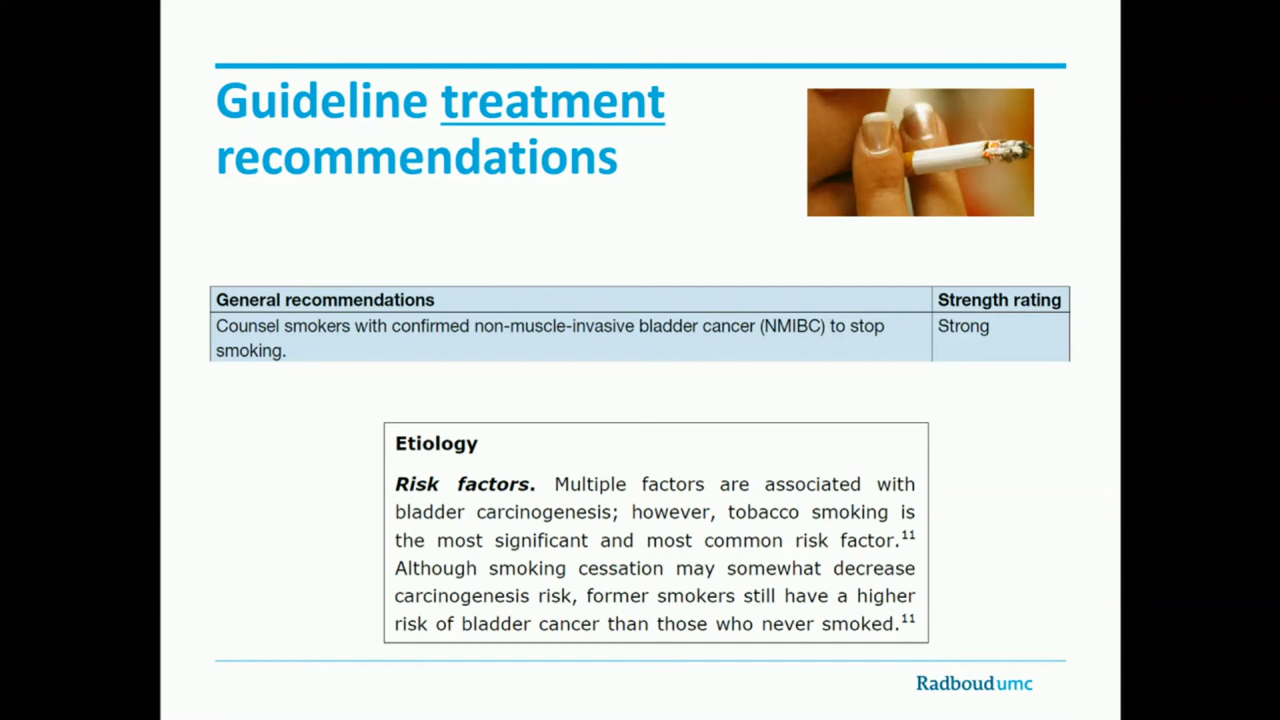 Guideline treatment
recommendations
General recommendations Strength rating
Counsel smokers with confirmed non-muscle-invasive bladder cancer (NMIBC) to stop Strong
smoking.
Etiology
Risk factors. Multiple factors are associated with
bladder carcinogenesis; however, tobacco smoking is
the most significant and most common risk factor.¹¹
Although smoking cessation may somewhat decrease
carcinogenesis risk, former smokers still have a higher
risk of bladder cancer than those who never smoked.¹¹
Radboudumc